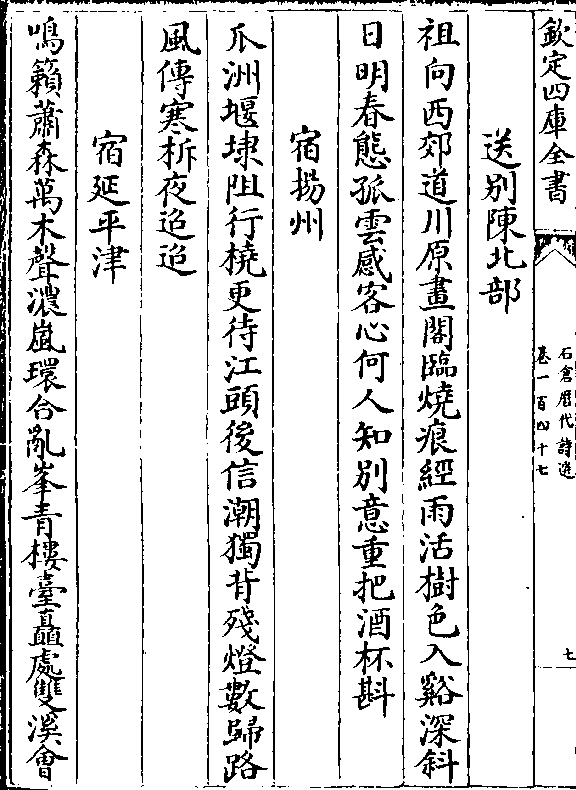 欽定四庫全書
石倉歷代詩選
卷一百四十七
七
送別陳北部
祖向西郊道川原畫閣臨燒痕經雨活樹色入谿深斜
日明春態孤雲感客心何人知別意重把酒杯斟
宿揚州
爪洲堰埭阻行橈更待江頭後信潮獨背殘燈數歸路
風傳寒柝夜迢迢
宿延平津
鳴籟蕭森萬木聲濃嵐環合亂峯青樓臺矗處雙溪會